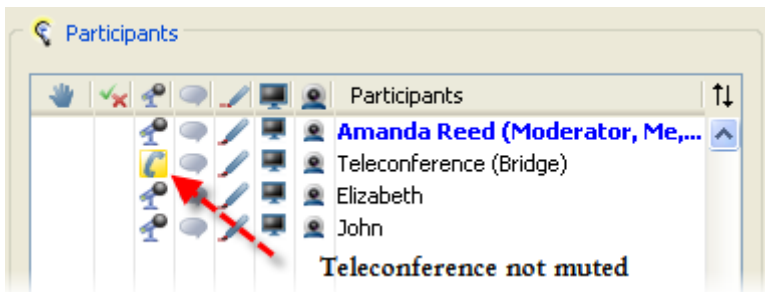 Participants
Participants
Amanda Reed (Moderator, Me,...
Teleconference (Bridge)
Elizabeth
John
Teleconference not muted